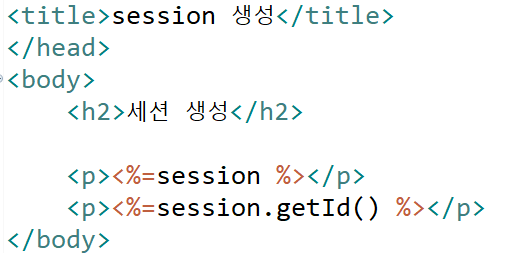 <title>session 생성</title>
</head>
<body>
<h2>세션 생성</h2>
<p><%=session %></p>
<p><%=session.getId() %></p>
</body>